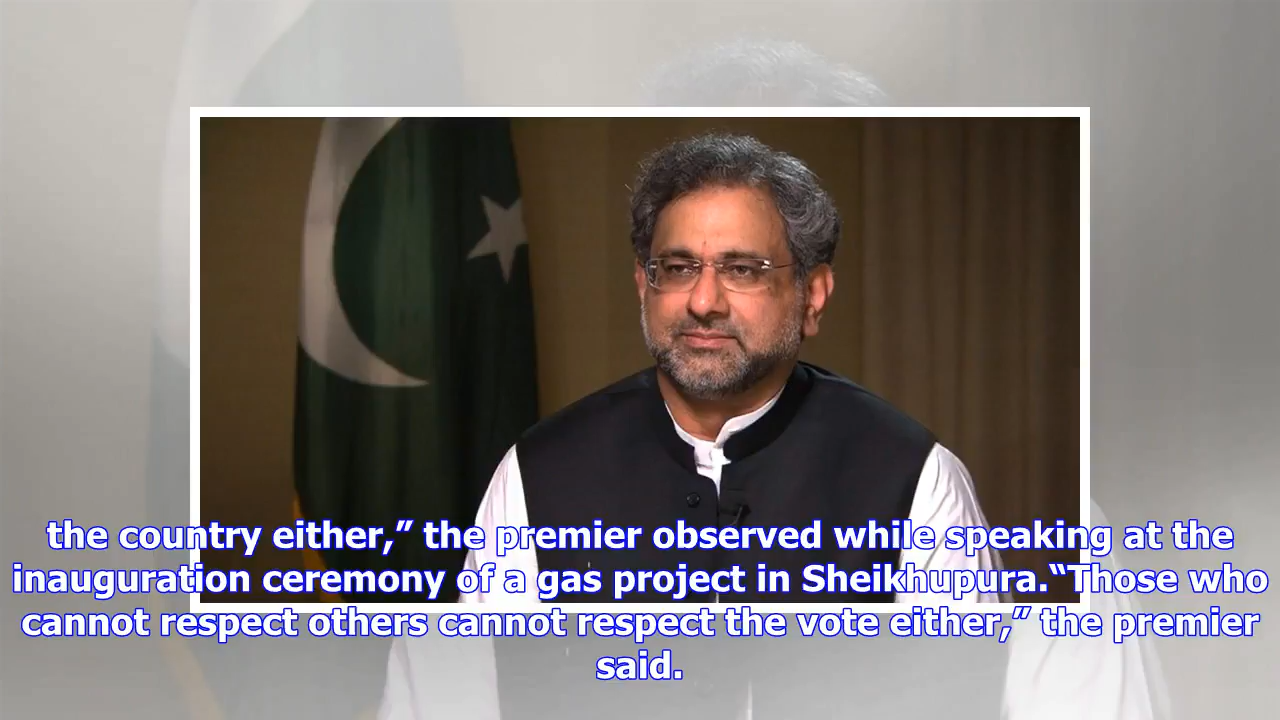 the country either,” the premier observed while speaking at the
inauguration ceremony of a gas project in Sheikhupura.“Those who
cannot respect others cannot respect the vote either,” the premier
said.